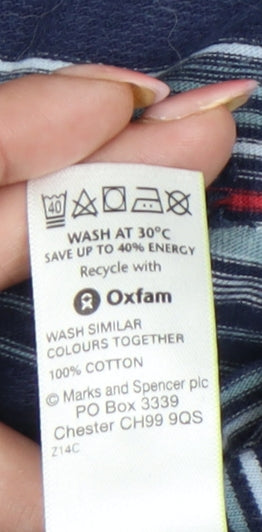 40
WASH AT 30°C
SAVE UP TO 40% ENERGY
Recycle with
Oxfam
WASH SIMILAR
COLOURS TOGETHER
100% COTTON
© Marks and Spencer plc
PO Box 3339
Chester CH99 9QS
Z14C